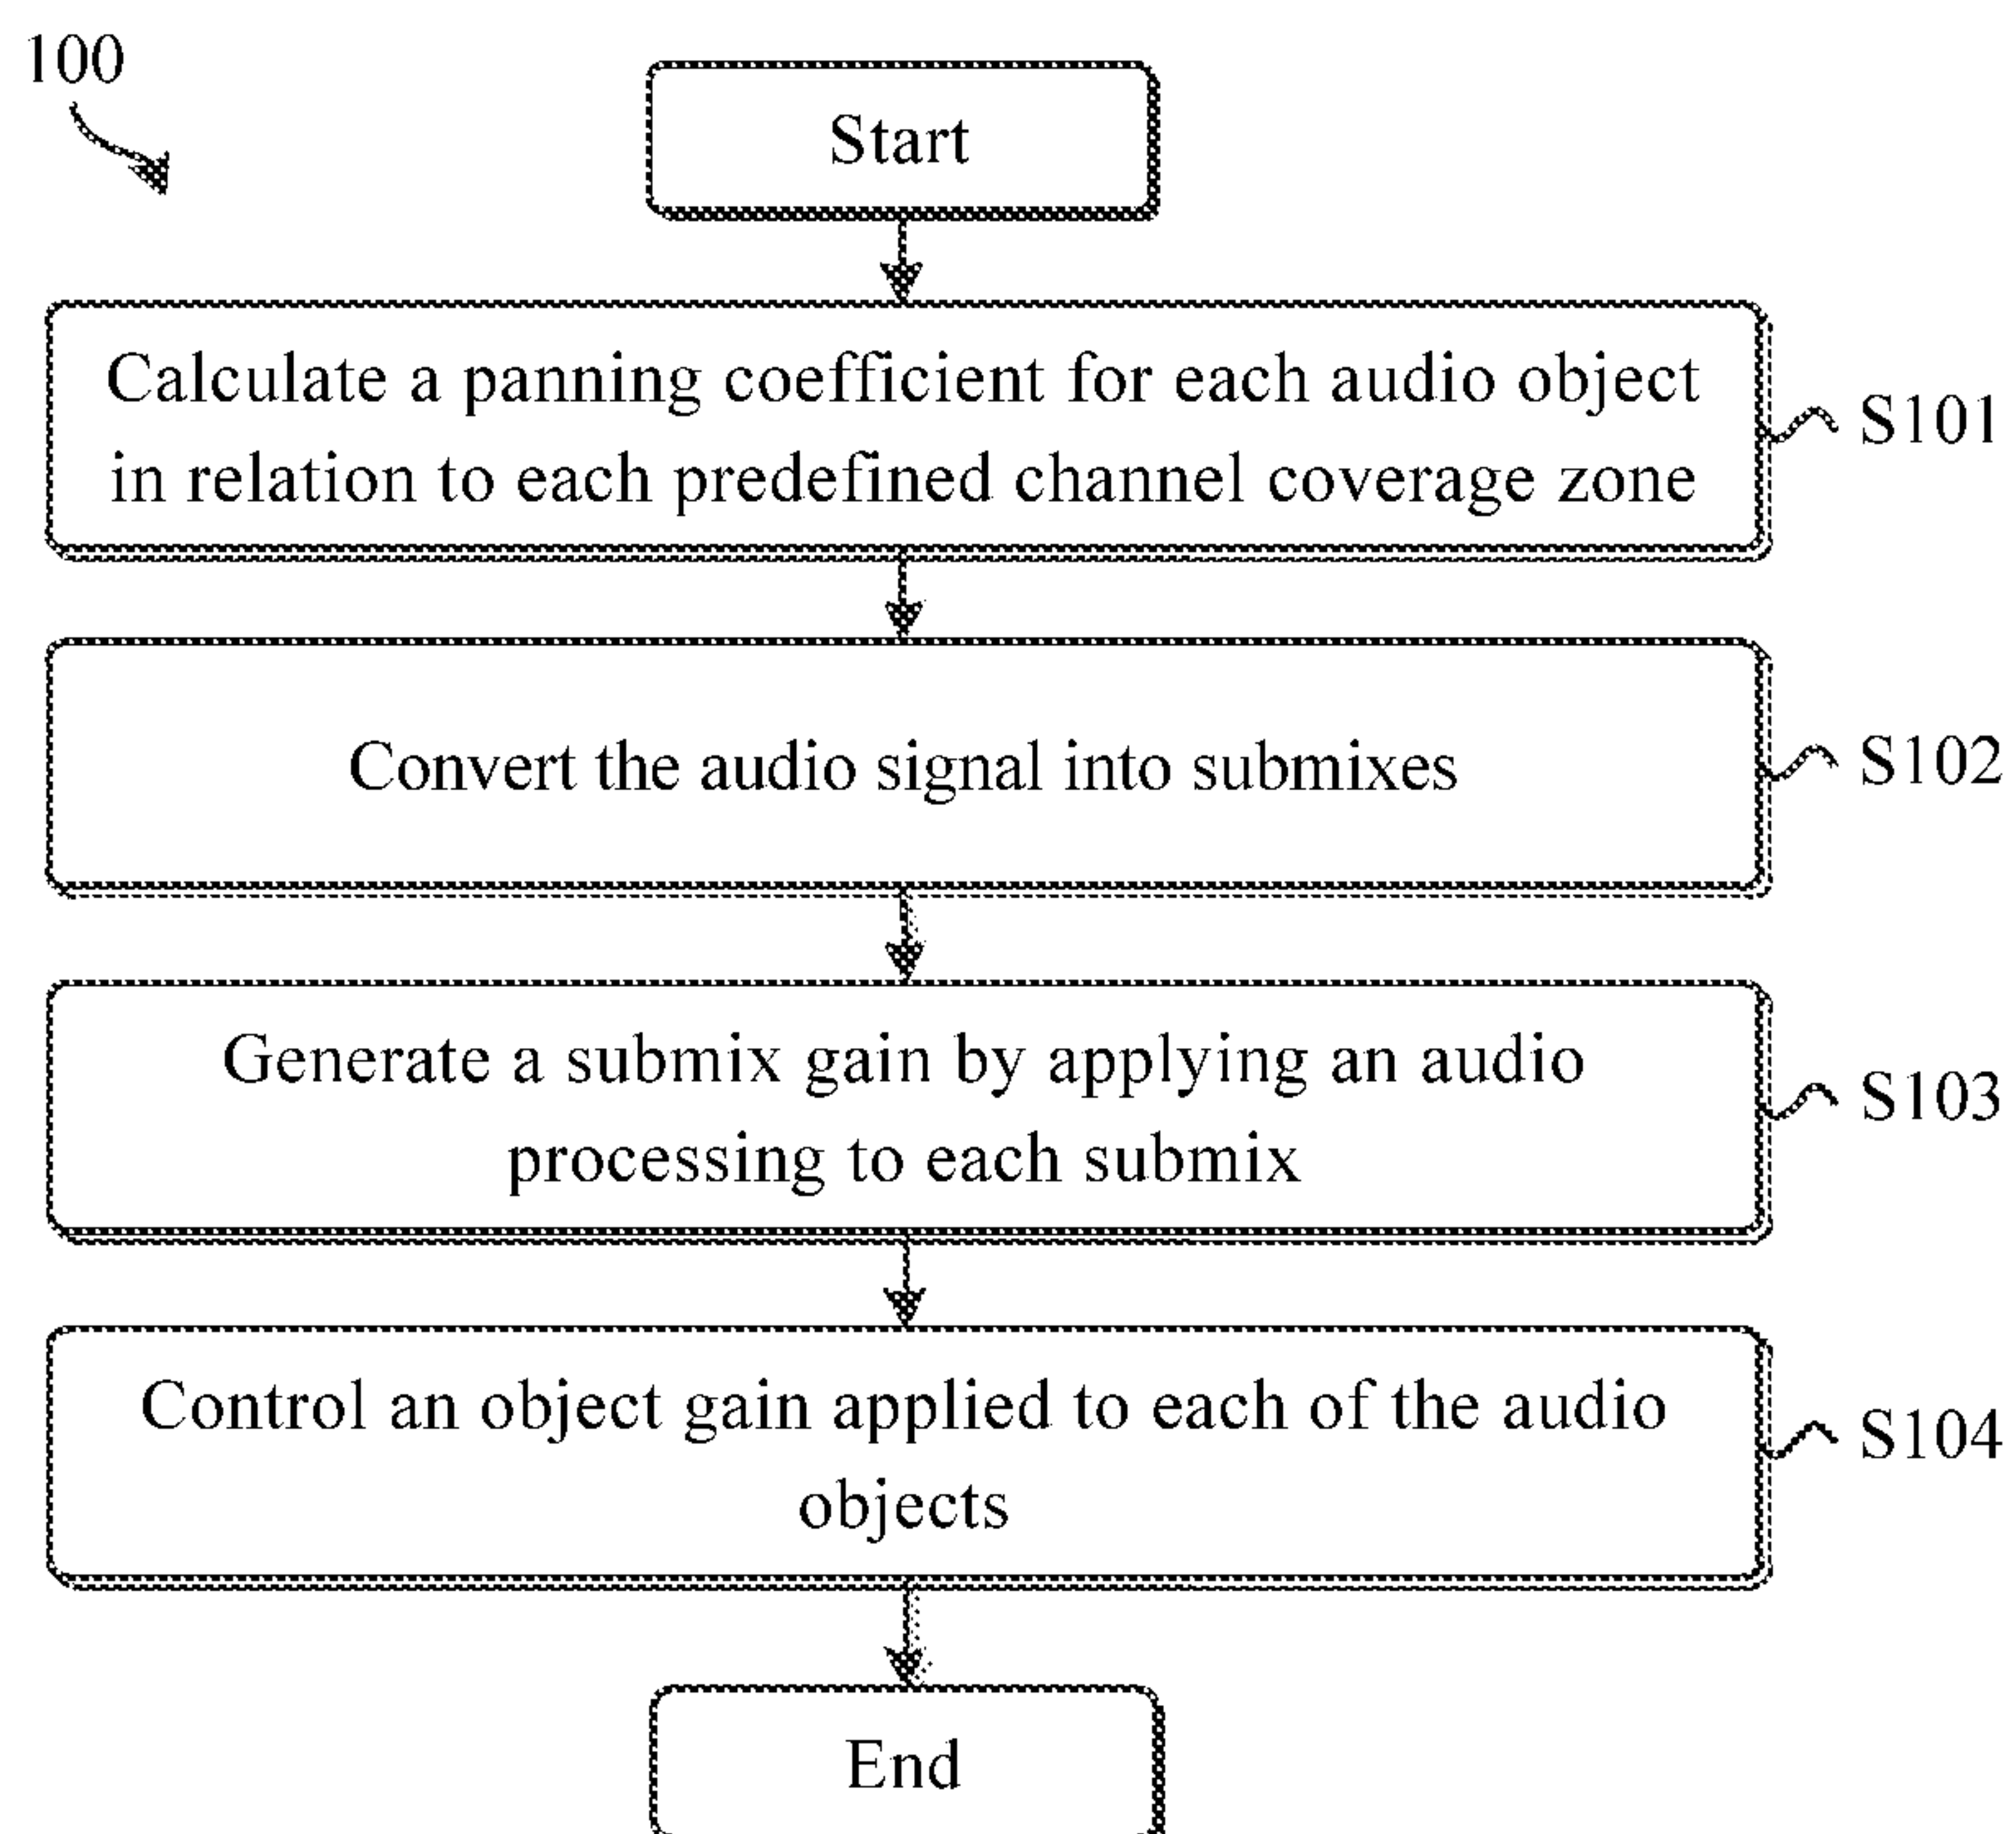 100
Start
Calculate a panning coefficient for each audio object
in relation to each predefined channel coverage zone
S101
Convert the audio signal into submixes
S102
Generate a submix gain by applying an audio
processing to each submix
S103
Control an object gain applied to each of the audio
objects
S104
End